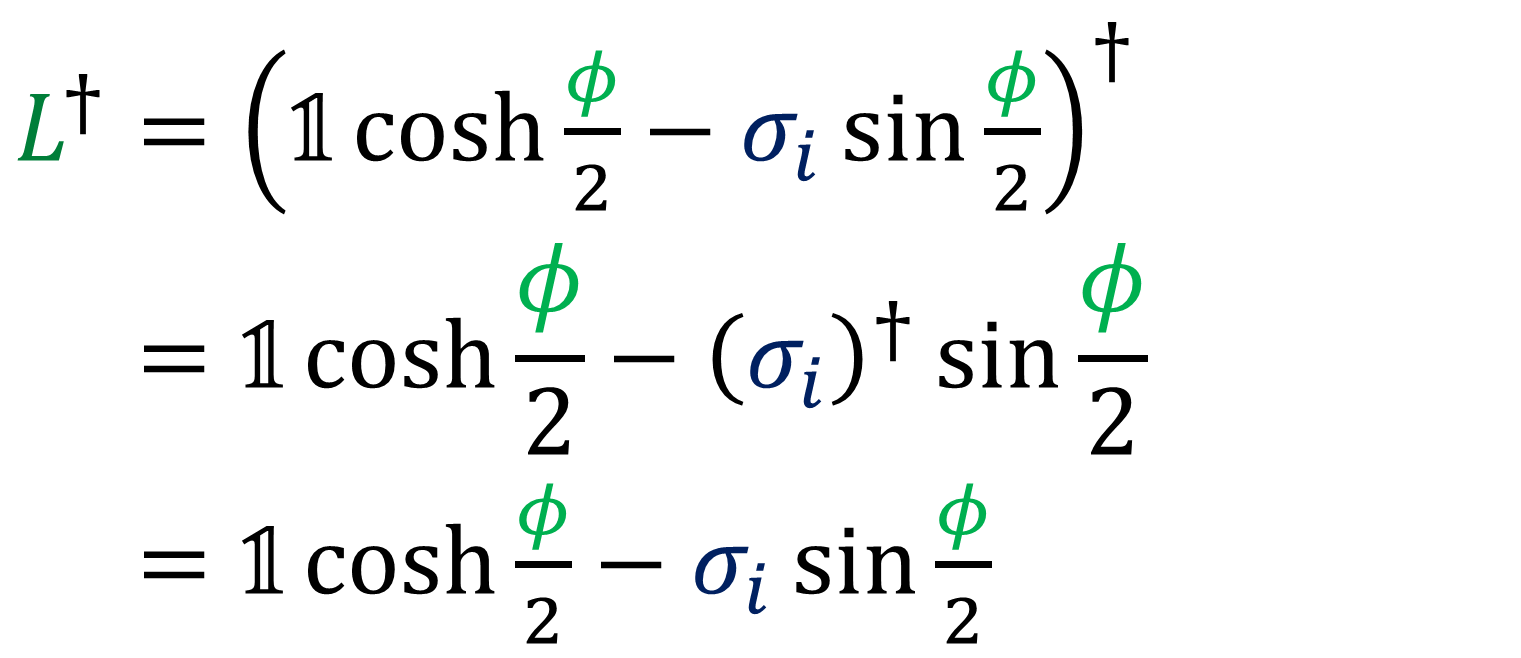 L† = (𝟙 cosh ϕ/2 − σᵢ sin ϕ/2)†
= 𝟙 cosh ϕ/2 − (σᵢ)† sin ϕ/2
= 𝟙 cosh ϕ/2 − σᵢ sin ϕ/2